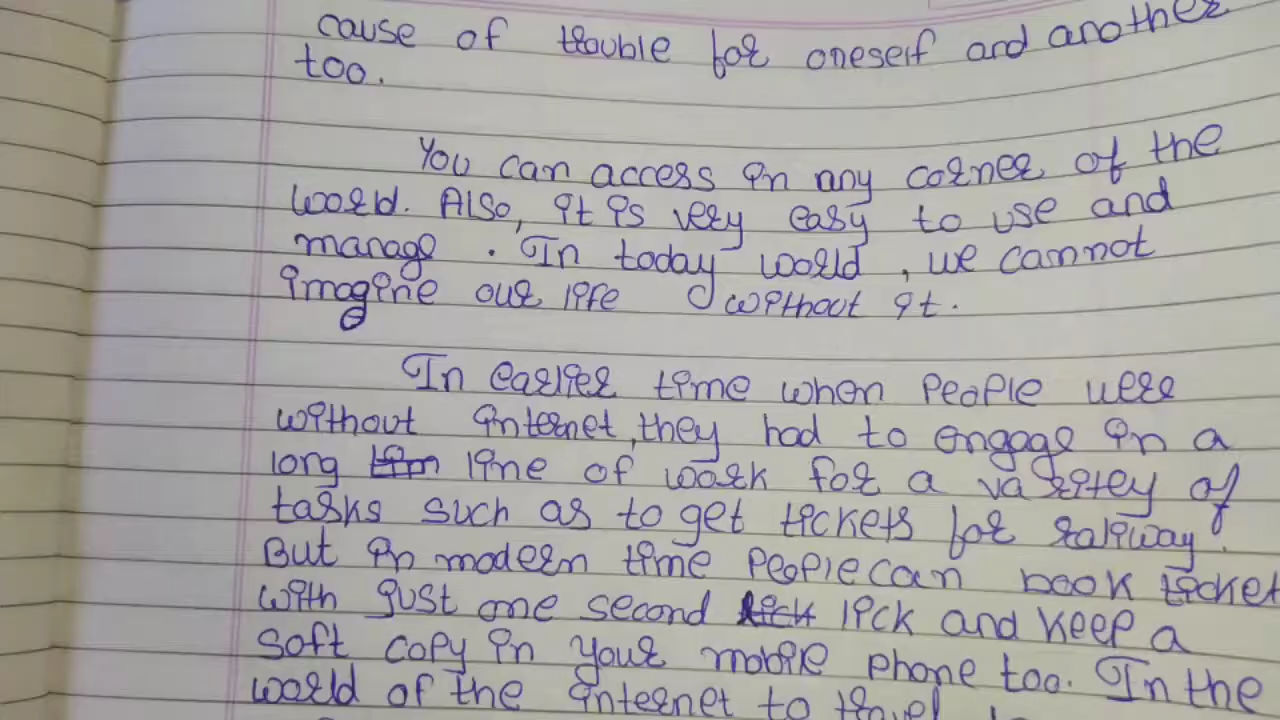 cause of trouble for oneself and another
too.
You can access in any corner of the
world. Also, it is very easy to use and
manage . In today world , we cannot
imagine our life without it.
In earlier time when people were
without internet, they had to engage in a
long line of work for a varitey of
tasks such as to get tickets for raliway.
But in modern time people can book ticket
with just one second lick and keep a
soft copy in your mobile phone too. In the
world of the internet to travel